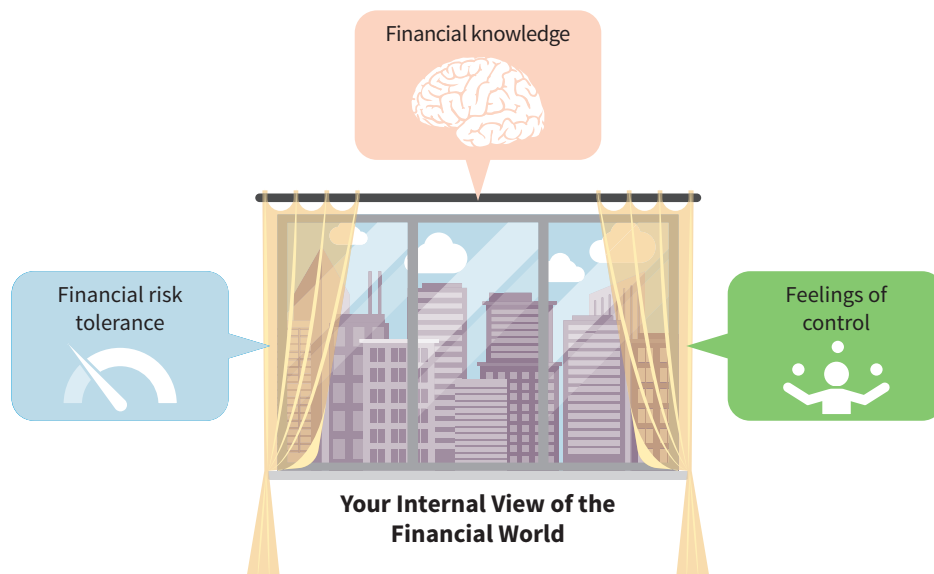 Financial knowledge
Financial risk
tolerance
Feelings of
control
Your Internal View of the
Financial World